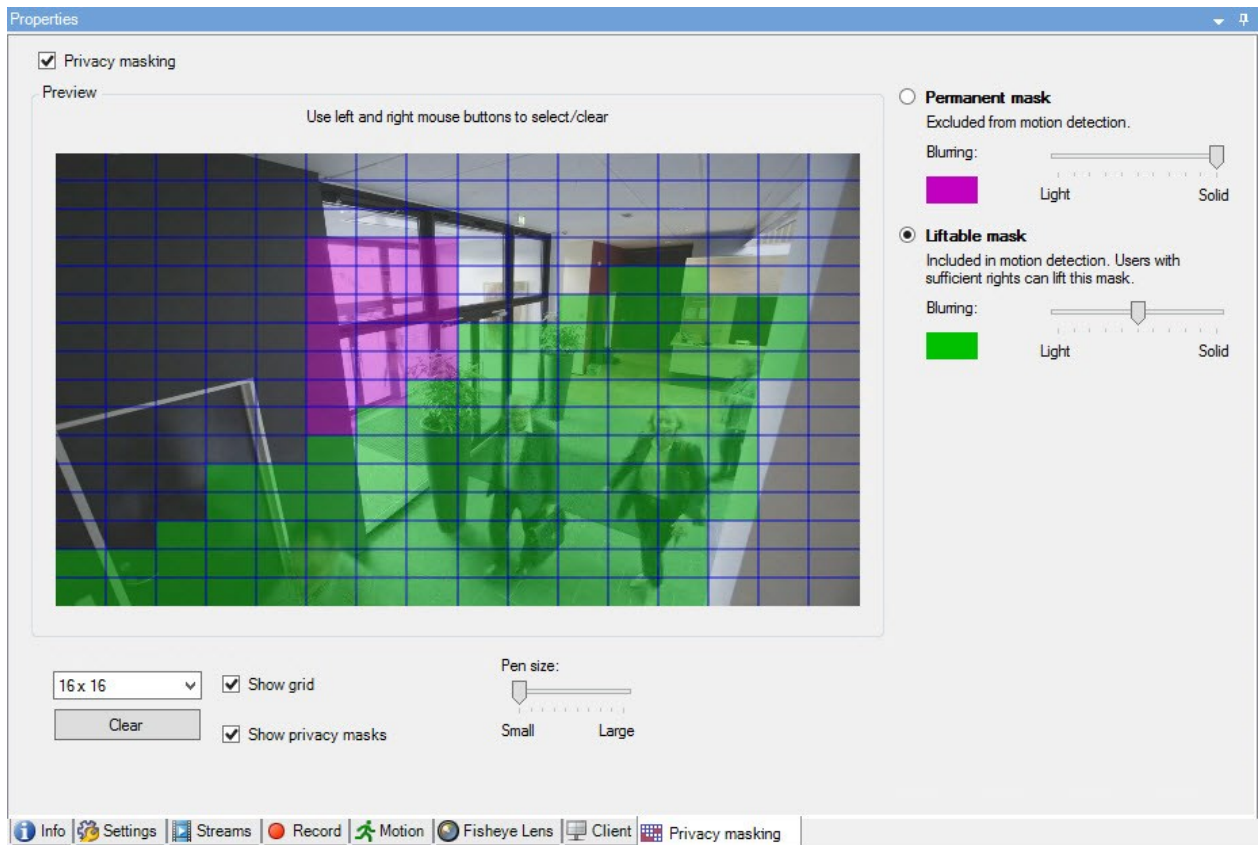 Properties
Privacy masking
Preview
Use left and right mouse buttons to select/clear
Permanent mask
Excluded from motion detection.
Blurring:
Light
Solid
Liftable mask
Included in motion detection. Users with
sufficient rights can lift this mask.
Blurring:
Light
Solid
16 x 16
Show grid
Clear
Show privacy masks
Pen size:
Small
Large
Info
Settings
Streams
Record
Motion
Fisheye Lens
Client
Privacy masking